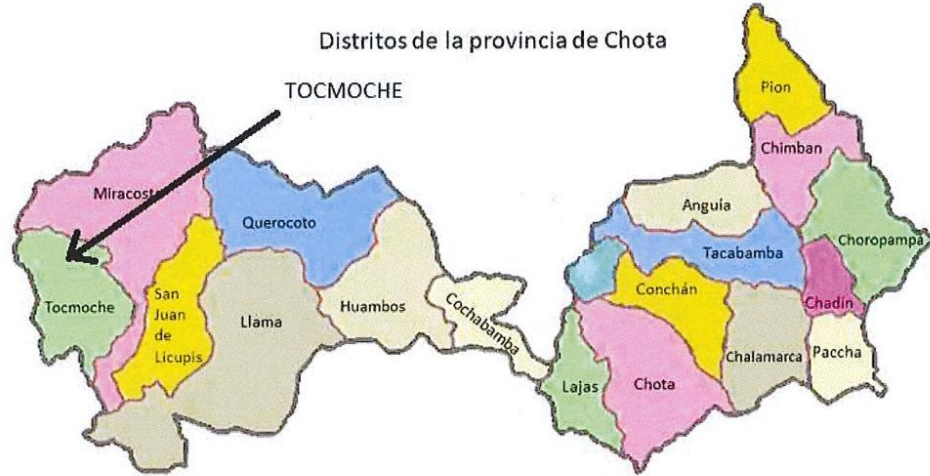 Distritos de la provincia de Chota
TOCMOCHE
Pion
Chimban
Miracosta
Anguía
Querocoto
Choropampa
Tacabamba
Conchán
Chadín
San
Juan
de
Licupis
Tocmoche
Llama
Huambos
Cochabamba
Chalamarca
Paccha
Lajas
Chota